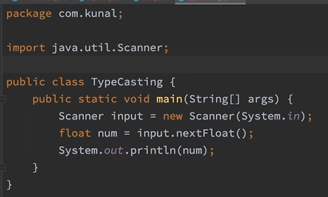 package com.kunal;
import java.util.Scanner;
public class TypeCasting {
public static void main(String[] args) {
Scanner input = new Scanner(System.in);
float num = input.nextFloat();
System.out.println(num);
}
}